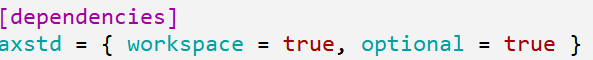 [dependencies]
axstd = { workspace = true, optional = true }